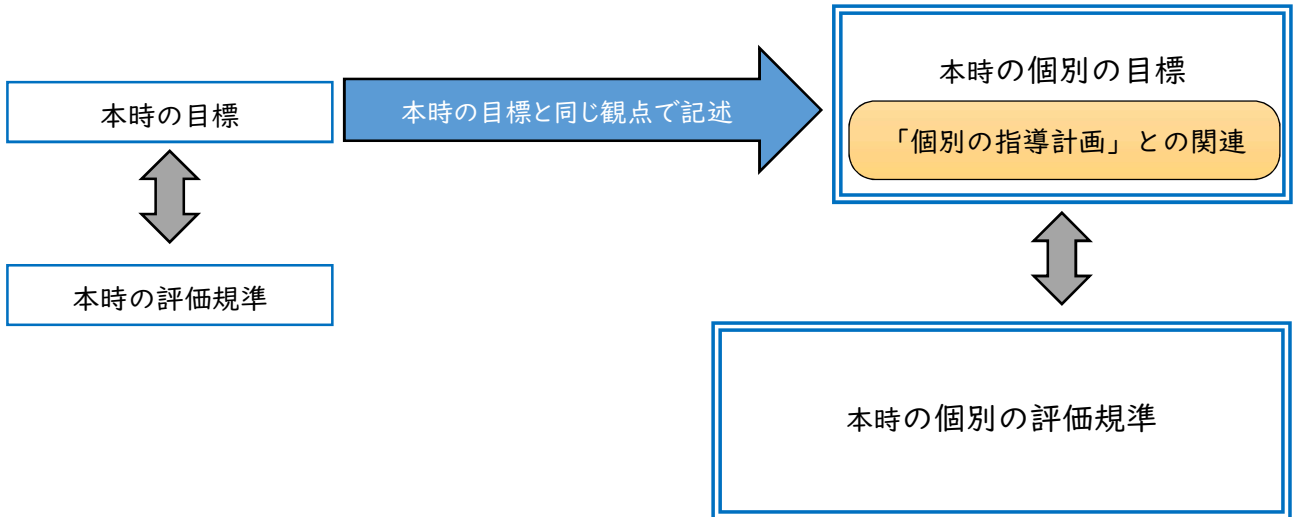 本時の個別の目標
本時の目標
本時の目標と同じ観点で記述
「個別の指導計画」との関連
本時の評価規準
本時の個別の評価規準